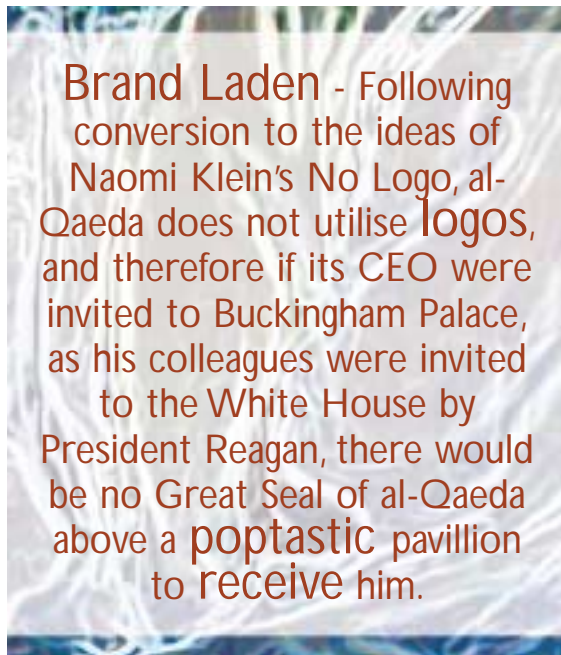 Brand Laden - Following
conversion to the ideas of
Naomi Klein's No Logo, al-
Qaeda does not utilise logos,
and therefore if its CEO were
invited to Buckingham Palace,
as his colleagues were invited
to the White House by
President Reagan, there would
be no Great Seal of al-Qaeda
above a poptastic pavillion
to receive him.